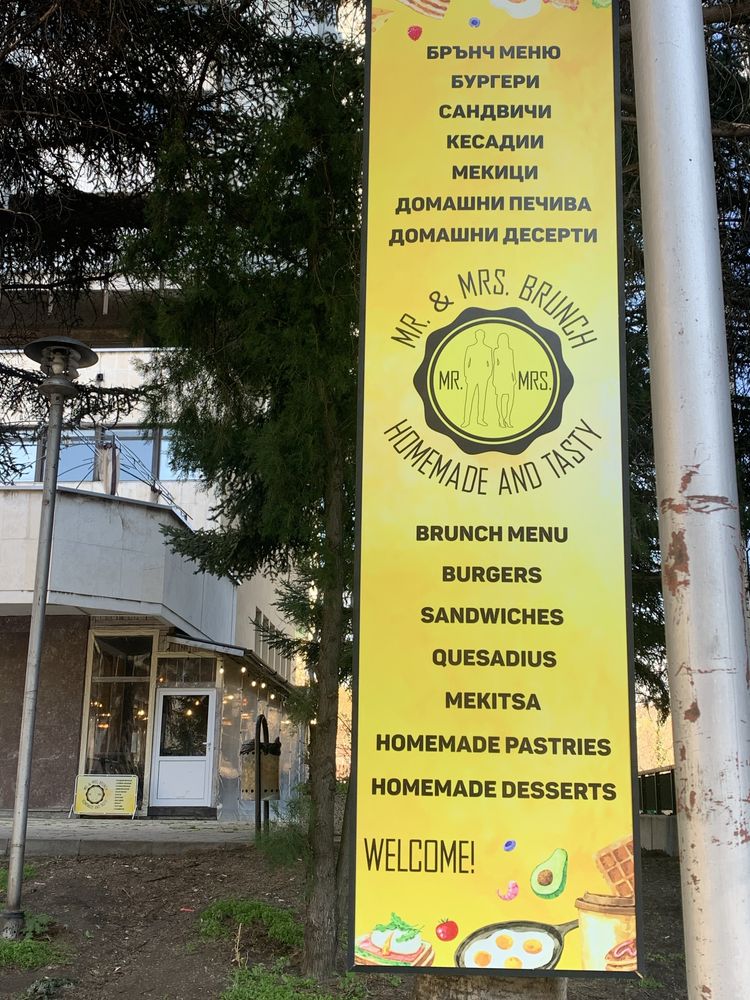 БРЪНЧ МЕНЮ
БУРГЕРИ
САНДВИЧИ
КЕСАДИИ
МЕКИЦИ
ДОМАШНИ ПЕЧИВА
ДОМАШНИ ДЕСЕРТИ
MR. & MRS. BRUNCH
MR. MRS.
HOMEMADE AND TASTY
BRUNCH MENU
BURGERS
SANDWICHES
QUESADIUS
MEKITSA
HOMEMADE PASTRIES
HOMEMADE DESSERTS
WELCOME!